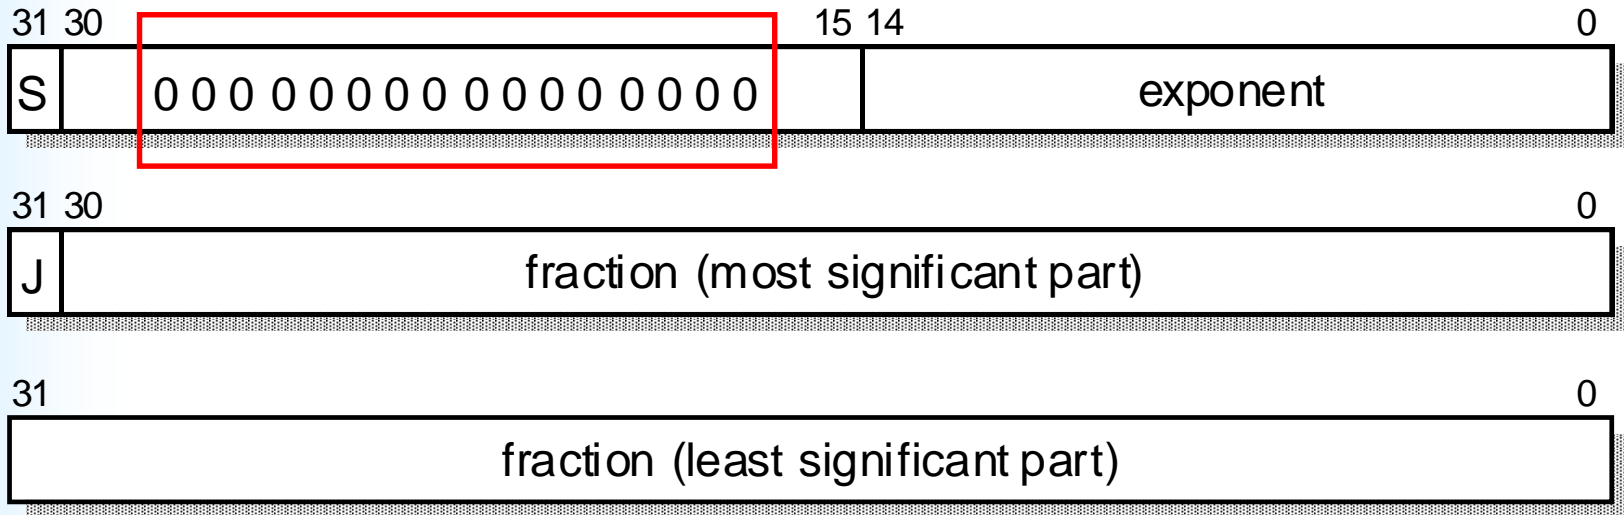 31 30 15 14 0
S 0 0 0 0 0 0 0 0 0 0 0 0 0 0 0 0 exponent
31 30 0
J fraction (most significant part)
31 0
fraction (least significant part)